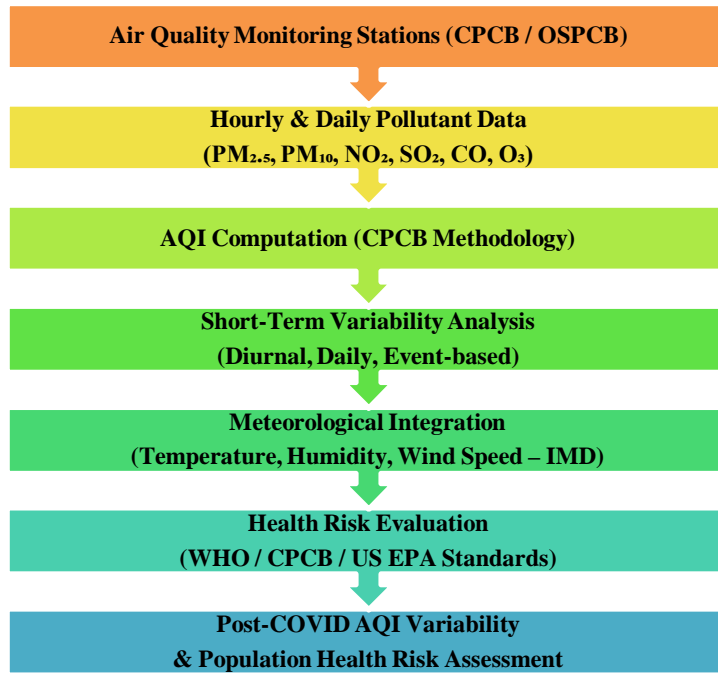 Air Quality Monitoring Stations (CPCB / OSPCB)
Hourly & Daily Pollutant Data
(PM₂.₅, PM₁₀, NO₂, SO₂, CO, O₃)
AQI Computation (CPCB Methodology)
Short-Term Variability Analysis
(Diurnal, Daily, Event-based)
Meteorological Integration
(Temperature, Humidity, Wind Speed – IMD)
Health Risk Evaluation
(WHO / CPCB / US EPA Standards)
Post-COVID AQI Variability
& Population Health Risk Assessment